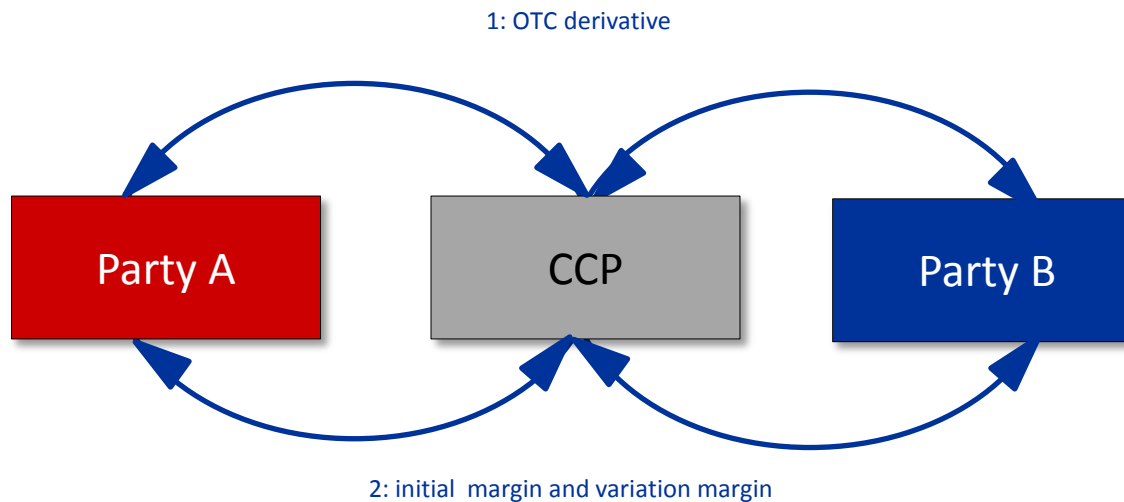 1: OTC derivative
Party A
CCP
Party B
2: initial  margin and variation margin